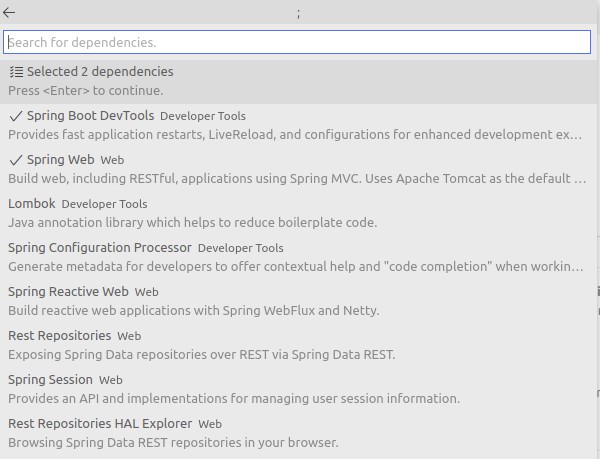 ;
Search for dependencies.
Selected 2 dependencies
Press <Enter> to continue.
Spring Boot DevTools Developer Tools
Provides fast application restarts, LiveReload, and configurations for enhanced development ex...
Spring Web Web
Build web, including RESTful, applications using Spring MVC. Uses Apache Tomcat as the default ...
Lombok Developer Tools
Java annotation library which helps to reduce boilerplate code.
Spring Configuration Processor Developer Tools
Generate metadata for developers to offer contextual help and "code completion" when workin...
Spring Reactive Web Web
Build reactive web applications with Spring WebFlux and Netty.
Rest Repositories Web
Exposing Spring Data repositories over REST via Spring Data REST.
Spring Session Web
Provides an API and implementations for managing user session information.
Rest Repositories HAL Explorer Web
Browsing Spring Data REST repositories in your browser.